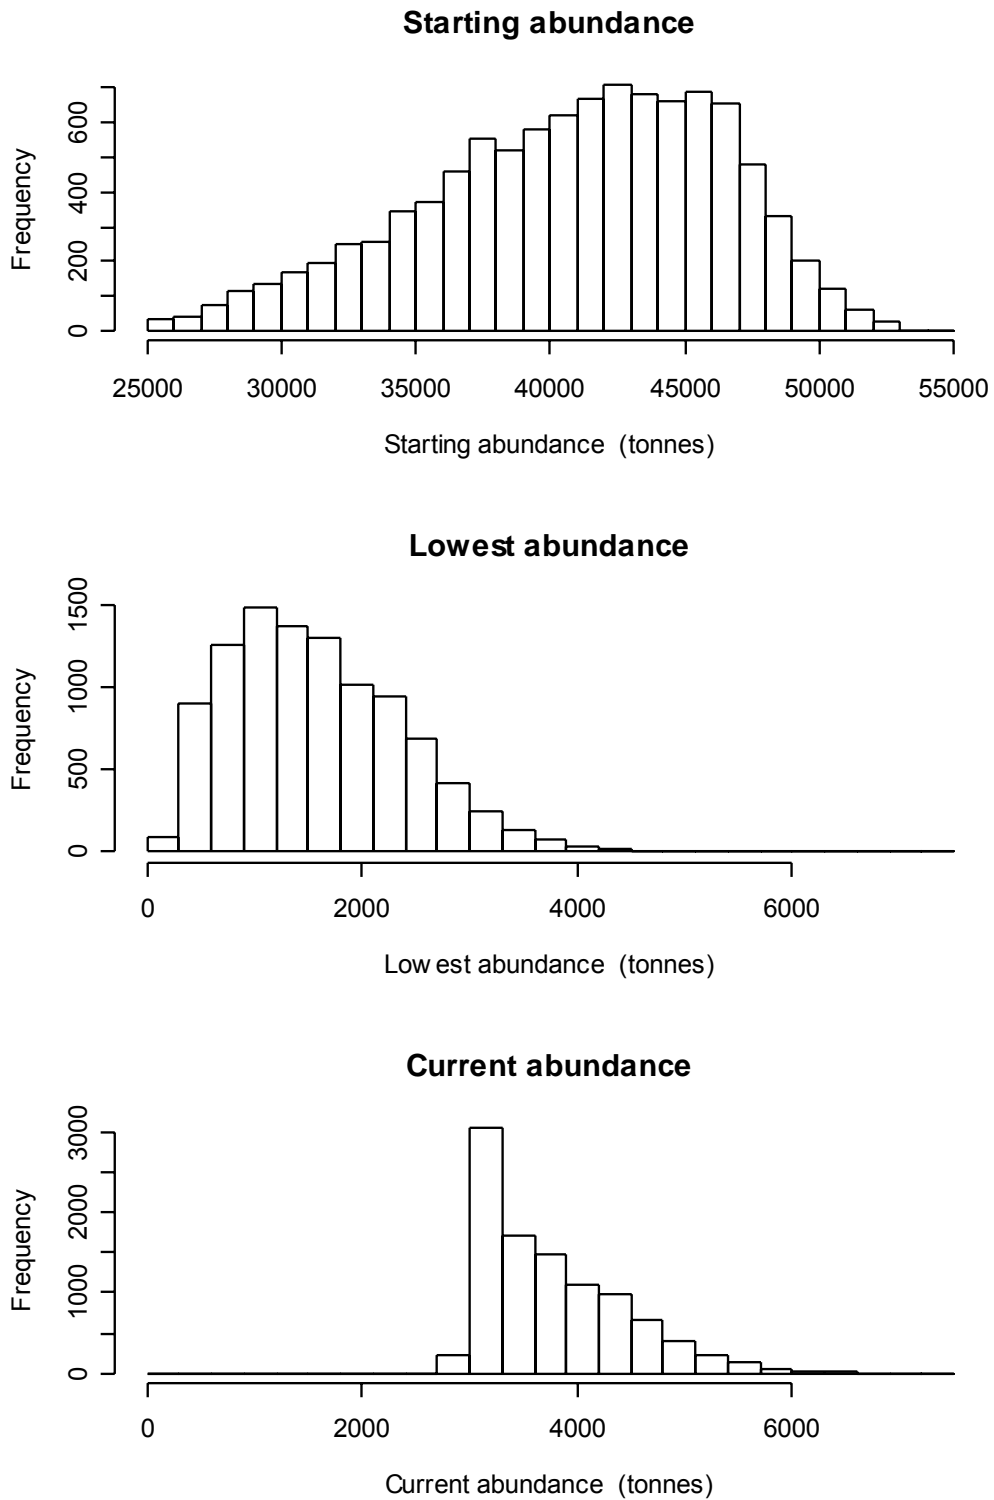 Starting abundance
Frequency
0 200 400 600
25000 30000 35000 40000 45000 50000 55000
Starting abundance (tonnes)
Lowest abundance
Frequency
0 500 1000 1500
0 2000 4000 6000
Lowest abundance (tonnes)
Current abundance
Frequency
0 1000 2000 3000
0 2000 4000 6000
Current abundance (tonnes)